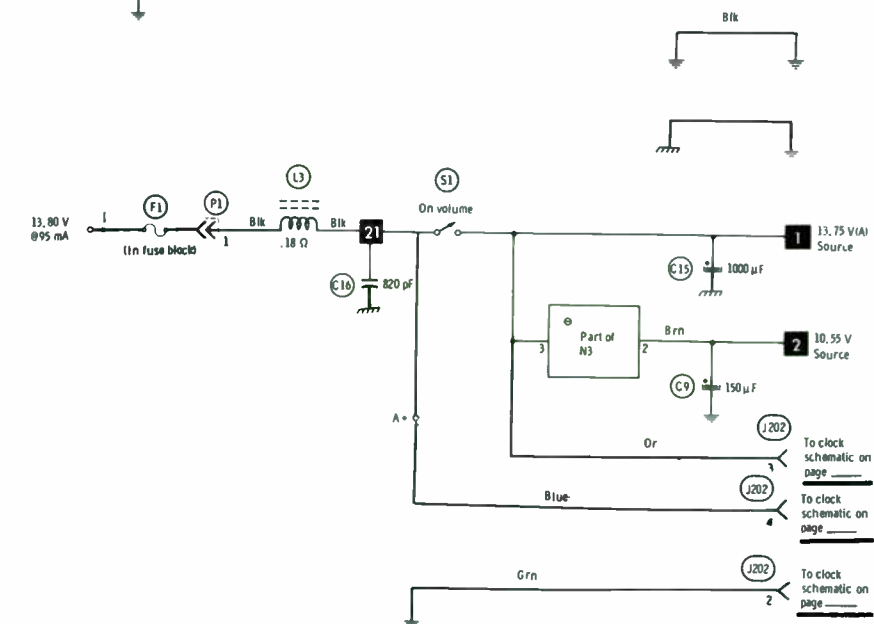 Blk
L3
S1
F1
P1
On volume
13.80 V
@95 mA
1
Blk
Blk
21
1
13.75 V(A)
Source
(In fuse block)
1
.18 Ω
C15
1000 µF
C16
820 pF
Part of
N3
3
2
Brn
2
10.55 V
Source
C9
150 µF
A+
J202
Or
3
To clock
schematic on
page ____
J202
Blue
4
To clock
schematic on
page ____
J202
Grn
2
To clock
schematic on
page ____